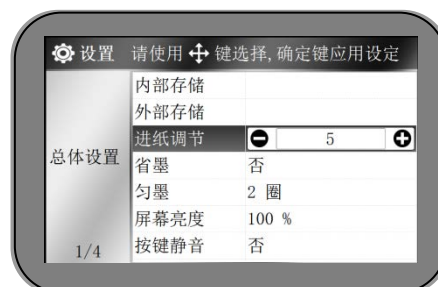 设置 请使用 键选择,确定键应用设定
总体设置
1/4
内部存储
外部存储
进纸调节 5
省墨 否
匀墨 2 圈
屏幕亮度 100 %
按键静音 否